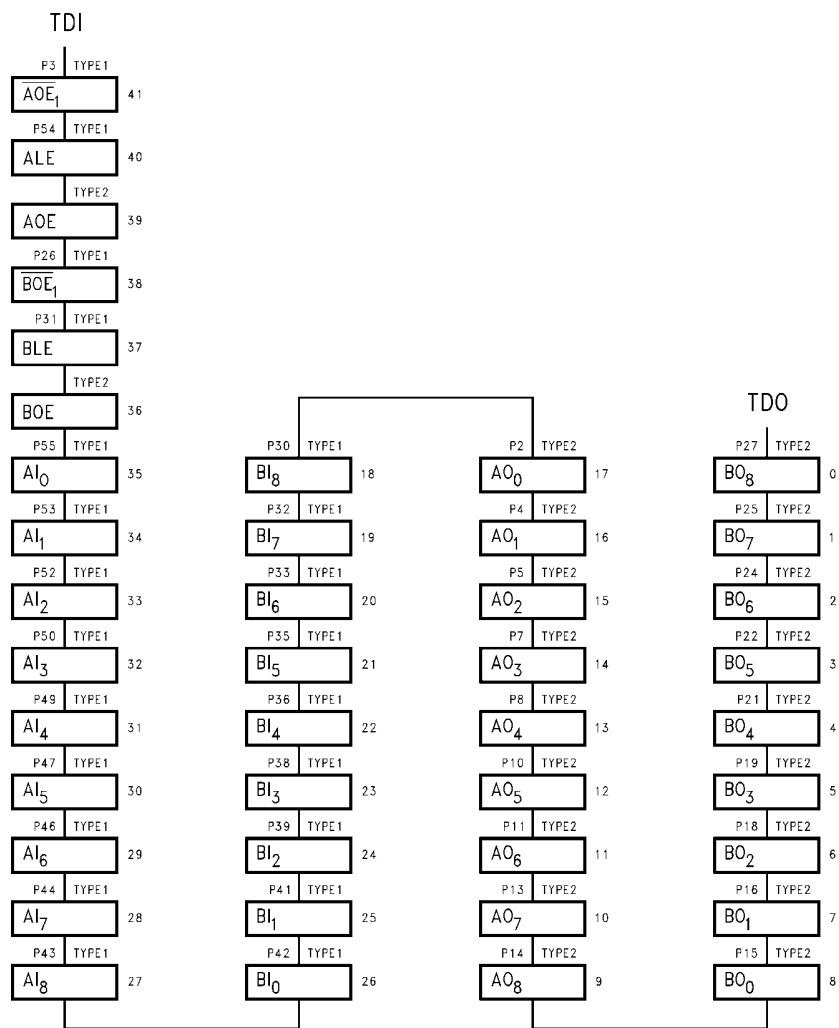 TDI
P3 TYPE1
A̅O̅E̅₁ 41
P54 TYPE1
ALE 40
TYPE2
AOE 39
P26 TYPE1
B̅O̅E̅₁ 38
P31 TYPE1
BLE 37
TYPE2
BOE 36
P55 TYPE1
AI₀ 35
P53 TYPE1
AI₁ 34
P52 TYPE1
AI₂ 33
P50 TYPE1
AI₃ 32
P49 TYPE1
AI₄ 31
P47 TYPE1
AI₅ 30
P46 TYPE1
AI₆ 29
P44 TYPE1
AI₇ 28
P43 TYPE1
AI₈ 27
P30 TYPE1
BI₈ 18
P32 TYPE1
BI₇ 19
P33 TYPE1
BI₆ 20
P35 TYPE1
BI₅ 21
P36 TYPE1
BI₄ 22
P38 TYPE1
BI₃ 23
P39 TYPE1
BI₂ 24
P41 TYPE1
BI₁ 25
P42 TYPE1
BI₀ 26
P2 TYPE2
AO₀ 17
P4 TYPE2
AO₁ 16
P5 TYPE2
AO₂ 15
P7 TYPE2
AO₃ 14
P8 TYPE2
AO₄ 13
P10 TYPE2
AO₅ 12
P11 TYPE2
AO₆ 11
P13 TYPE2
AO₇ 10
P14 TYPE2
AO₈ 9
TDO
P27 TYPE2
BO₈ 0
P25 TYPE2
BO₇ 1
P24 TYPE2
BO₆ 2
P22 TYPE2
BO₅ 3
P21 TYPE2
BO₄ 4
P19 TYPE2
BO₃ 5
P18 TYPE2
BO₂ 6
P16 TYPE2
BO₁ 7
P15 TYPE2
BO₀ 8